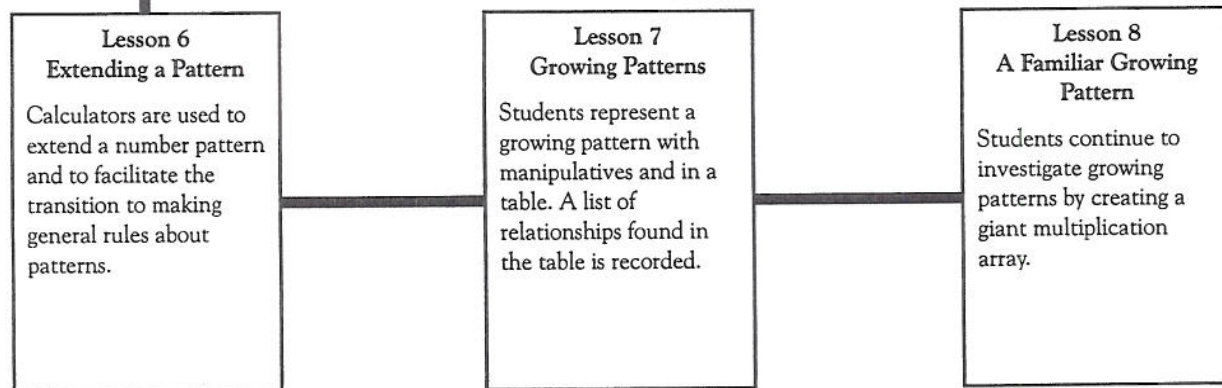 Lesson 6
Extending a Pattern
Calculators are used to
extend a number pattern
and to facilitate the
transition to making
general rules about
patterns.
Lesson 7
Growing Patterns
Students represent a
growing pattern with
manipulatives and in a
table. A list of
relationships found in
the table is recorded.
Lesson 8
A Familiar Growing
Pattern
Students continue to
investigate growing
patterns by creating a
giant multiplication
array.